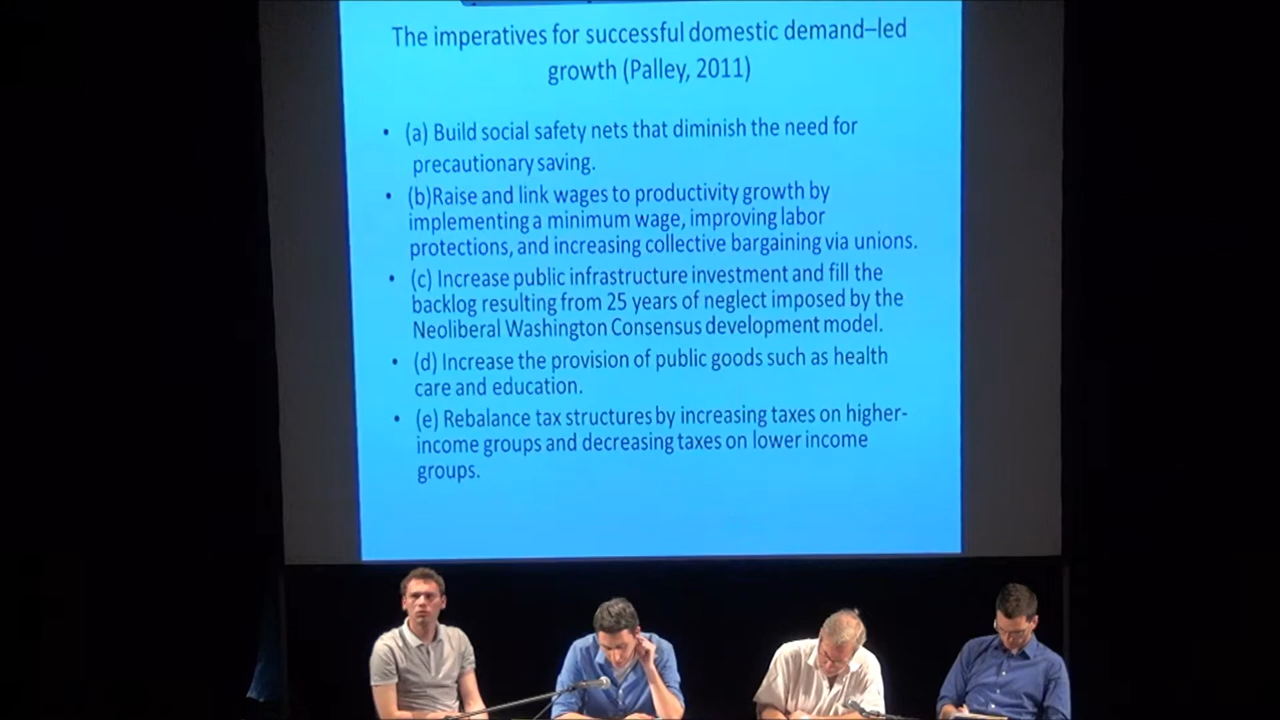 The imperatives for successful domestic demand–led
growth (Palley, 2011)
• (a) Build social safety nets that diminish the need for
precautionary saving.
• (b)Raise and link wages to productivity growth by
implementing a minimum wage, improving labor
protections, and increasing collective bargaining via unions.
• (c) Increase public infrastructure investment and fill the
backlog resulting from 25 years of neglect imposed by the
Neoliberal Washington Consensus development model.
• (d) Increase the provision of public goods such as health
care and education.
• (e) Rebalance tax structures by increasing taxes on higher-
income groups and decreasing taxes on lower income
groups.